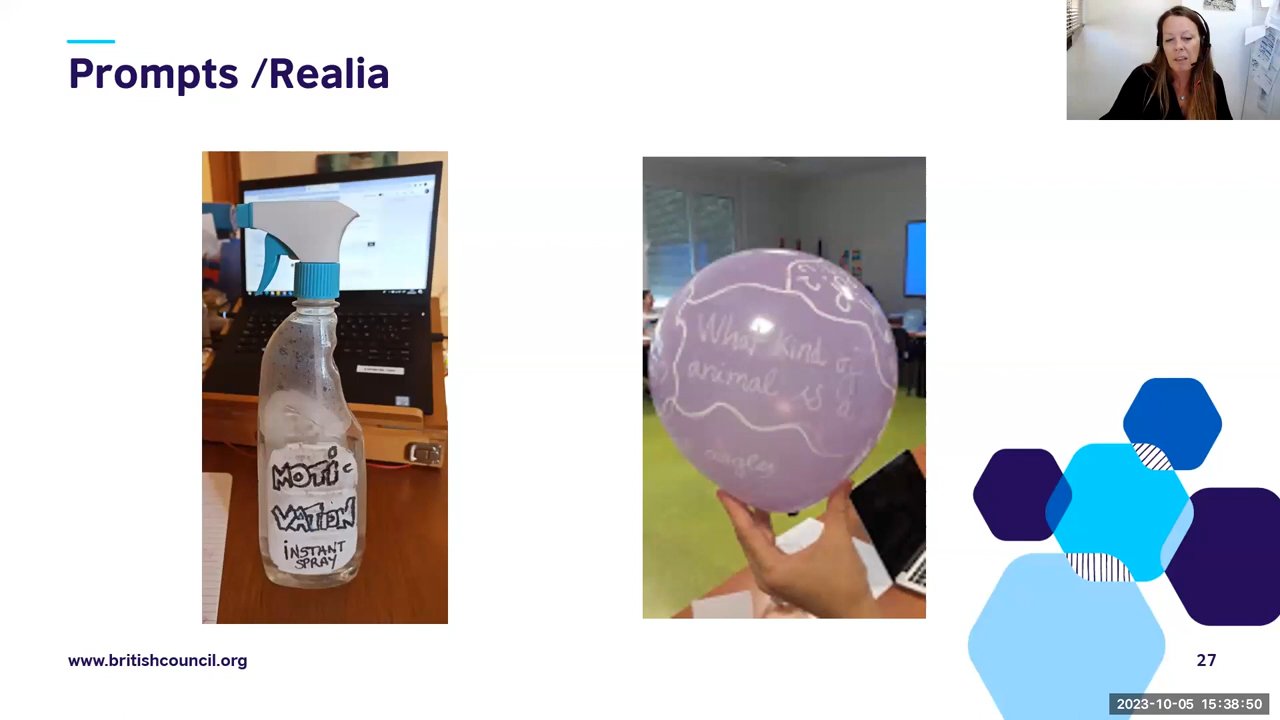 Prompts /Realia
MOTi
VATION
iNSTANT
SPRAY
What kind of
animal is
www.britishcouncil.org
27
2023-10-05 15:38:50